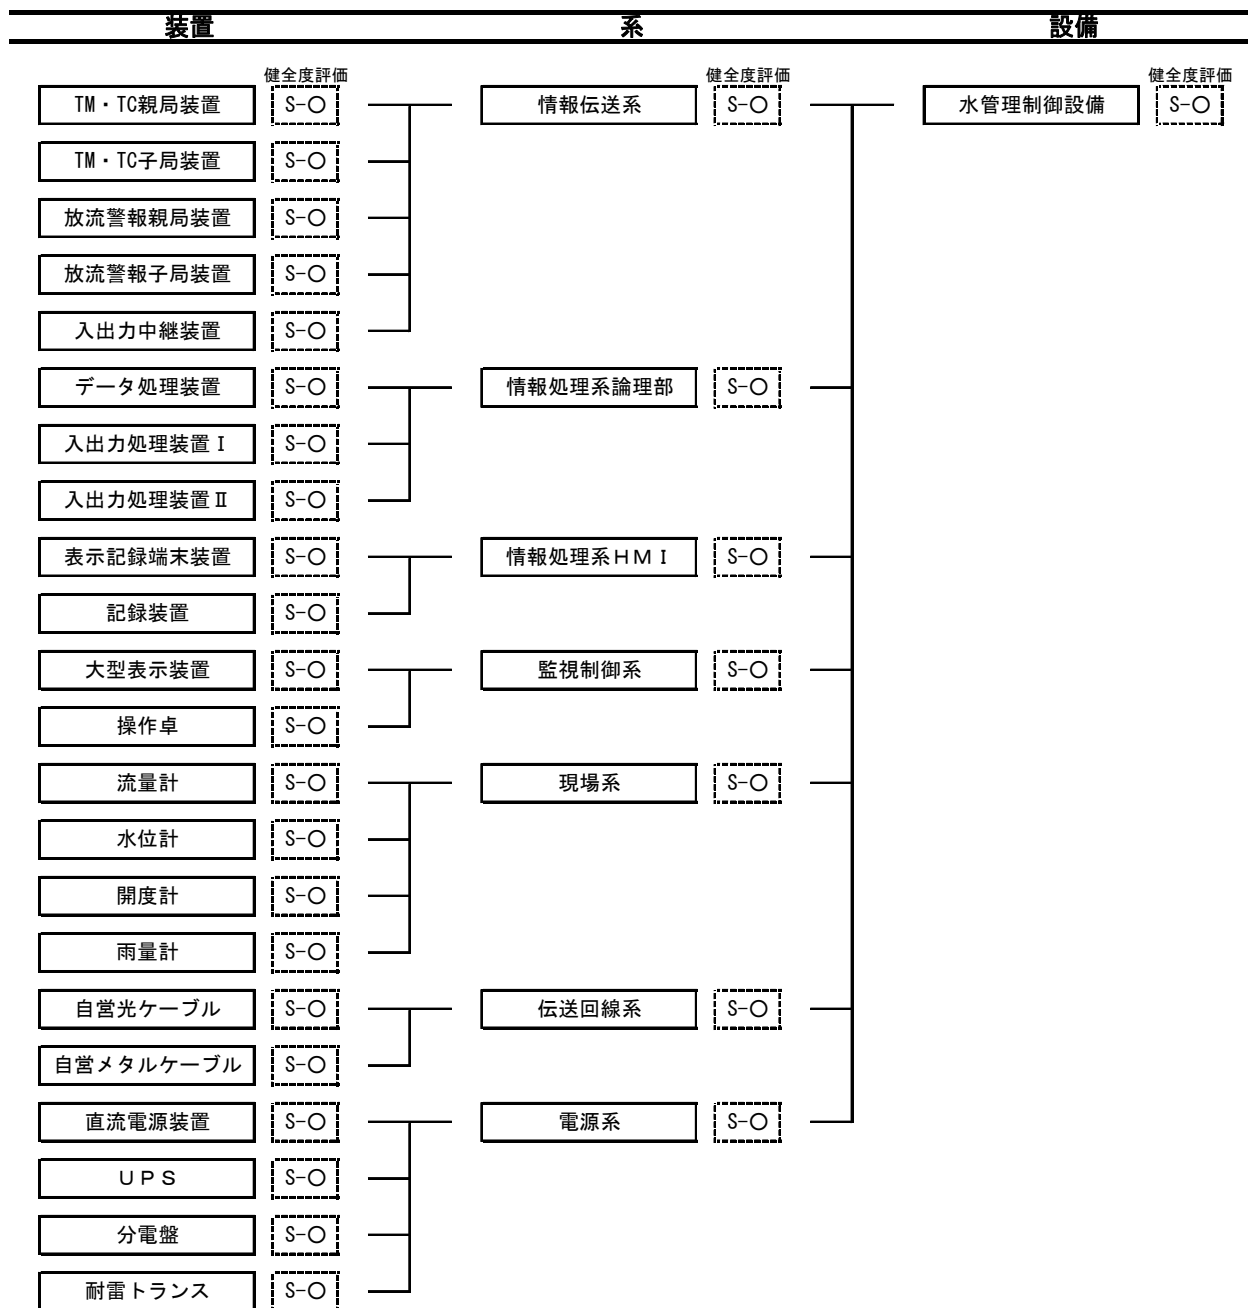 装置 系 設備
健全度評価 健全度評価 健全度評価
TM・TC親局装置 S-○ 情報伝送系 S-○ 水管理制御設備 S-○
TM・TC子局装置 S-○
放流警報親局装置 S-○
放流警報子局装置 S-○
入出力中継装置 S-○
データ処理装置 S-○ 情報処理系論理部 S-○
入出力処理装置Ⅰ S-○
入出力処理装置Ⅱ S-○
表示記録端末装置 S-○ 情報処理系ＨＭＩ S-○
記録装置 S-○
大型表示装置 S-○ 監視制御系 S-○
操作卓 S-○
流量計 S-○ 現場系 S-○
水位計 S-○
開度計 S-○
雨量計 S-○
自営光ケーブル S-○ 伝送回線系 S-○
自営メタルケーブル S-○
直流電源装置 S-○ 電源系 S-○
ＵＰＳ S-○
分電盤 S-○
耐雷トランス S-○